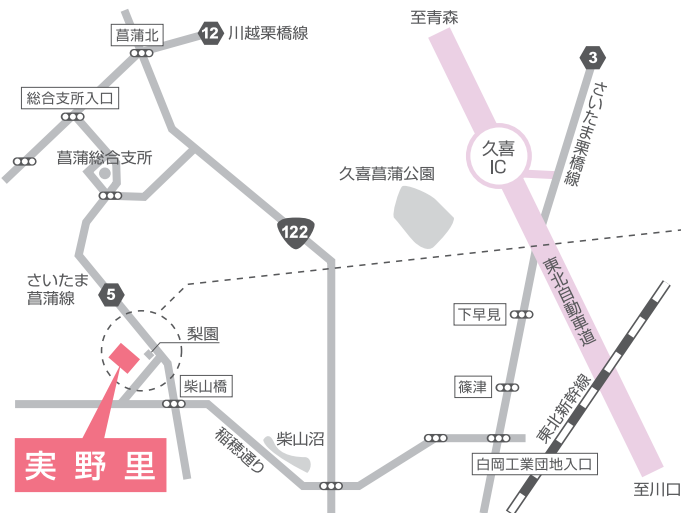 至青森
菖蒲北
12
川越栗橋線
3
総合支所入口
さいたま栗橋線
菖蒲総合支所
久喜
IC
久喜菖蒲公園
122
東北自動車道
さいたま
菖蒲線
5
下早見
梨園
篠津
柴山橋
東北新幹線
稲穂通り
柴山沼
実野里
白岡工業団地入口
至川口